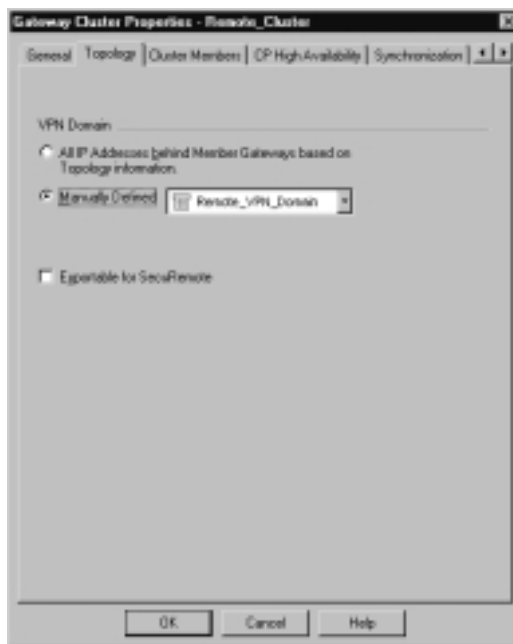 Gateway Cluster Properties - Remote_Cluster
General Topology Cluster Members CP High Availability Synchronization
VPN Domain
All IP Addresses behind Member Gateways based on
Topology information.
Manually Defined Remote_VPN_Domain
Exportable for SecuRemote
OK Cancel Help